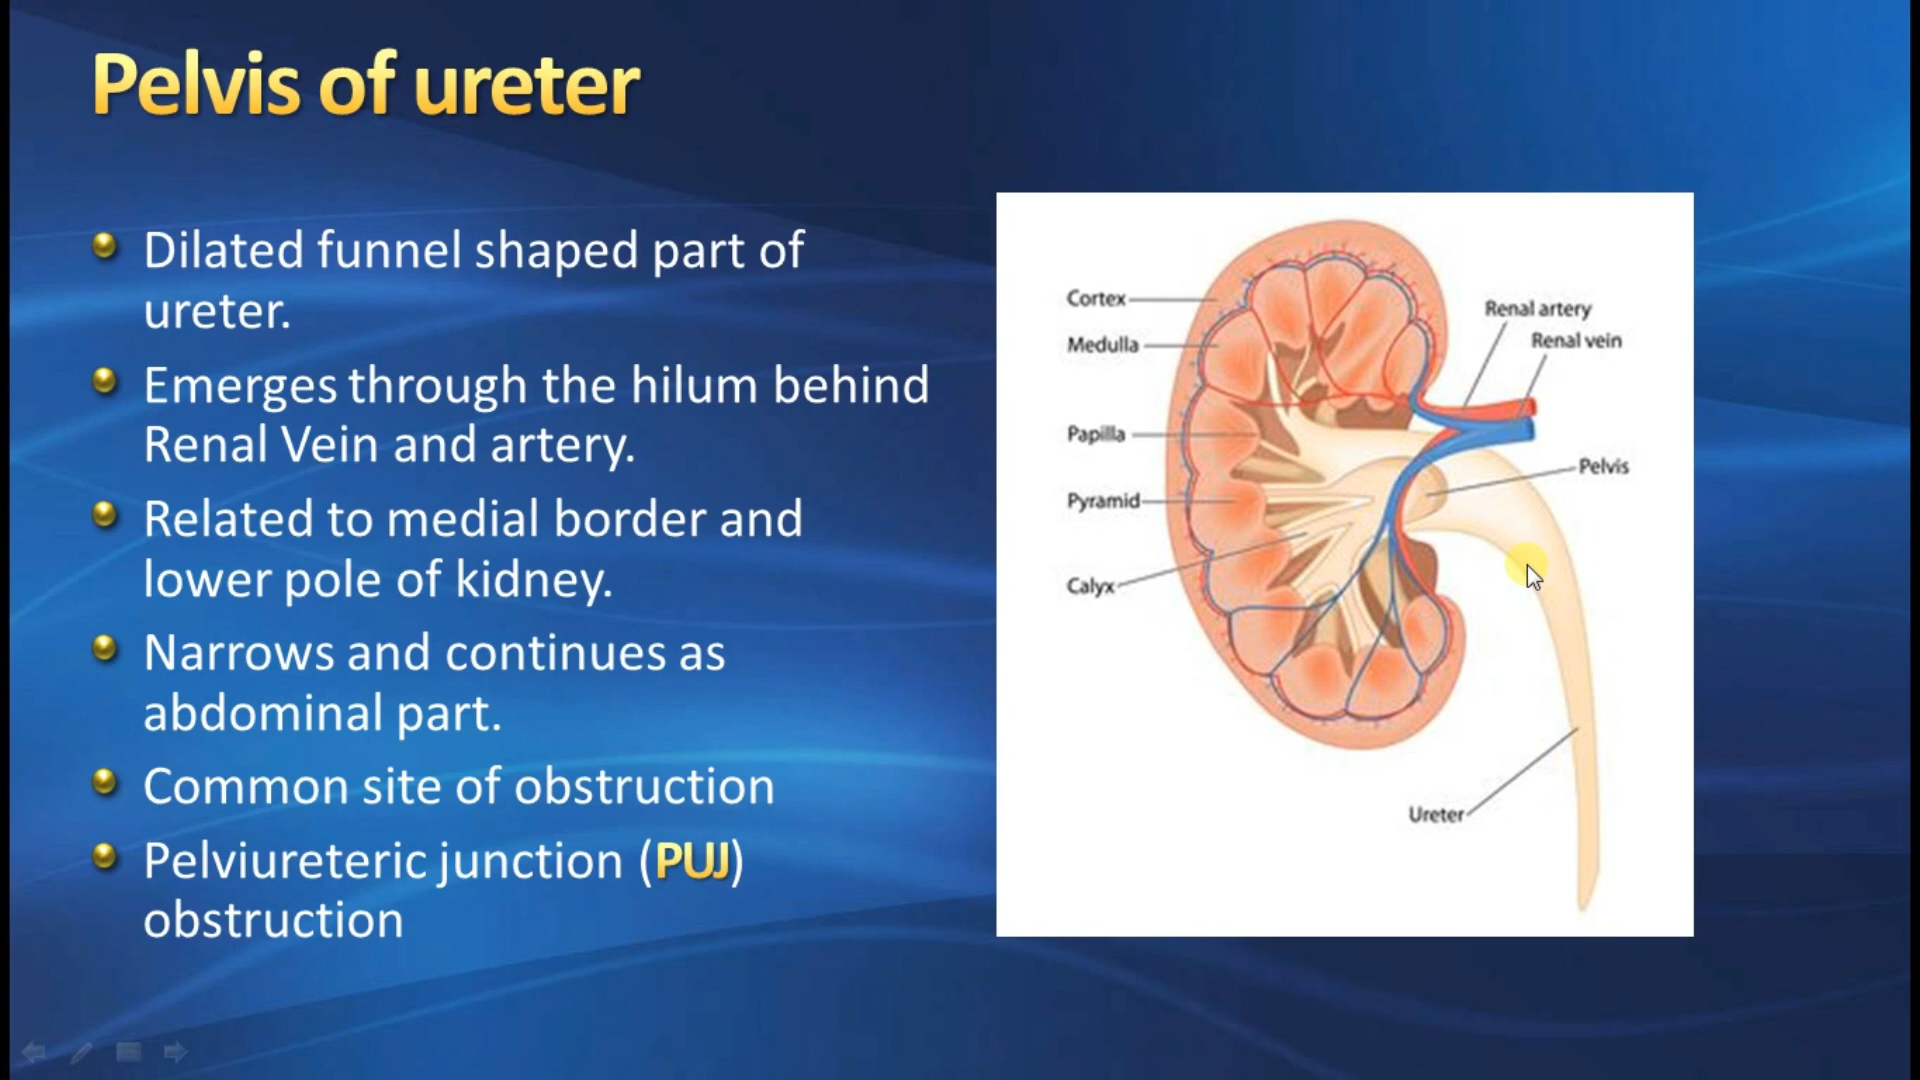 Pelvis of ureter
Dilated funnel shaped part of
ureter.
Emerges through the hilum behind
Renal Vein and artery.
Related to medial border and
lower pole of kidney.
Narrows and continues as
abdominal part.
Common site of obstruction
Pelviureteric junction (PUJ)
obstruction
Cortex
Medulla
Papilla
Pyramid
Calyx
Renal artery
Renal vein
Pelvis
Ureter